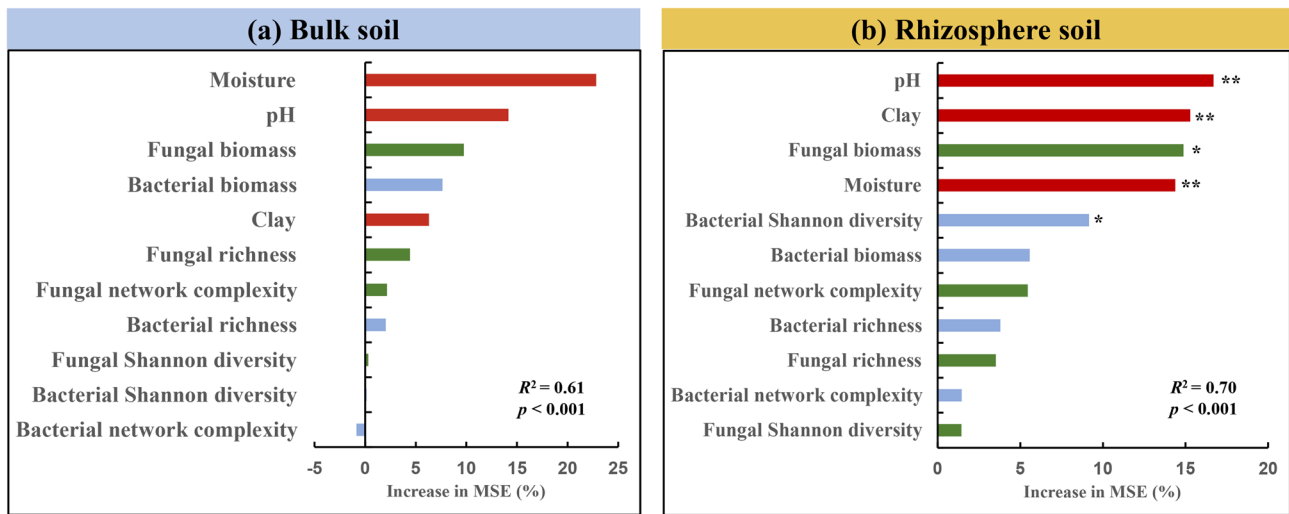 (a) Bulk soil
Moisture
pH
Fungal biomass
Bacterial biomass
Clay
Fungal richness
Fungal network complexity
Bacterial richness
Fungal Shannon diversity
Bacterial Shannon diversity
Bacterial network complexity
R² = 0.61
p < 0.001
-5 0 5 10 15 20 25
Increase in MSE (%)
(b) Rhizosphere soil
pH **
Clay **
Fungal biomass *
Moisture **
Bacterial Shannon diversity *
Bacterial biomass
Fungal network complexity
Bacterial richness
Fungal richness
Bacterial network complexity
Fungal Shannon diversity
R² = 0.70
p < 0.001
0 5 10 15 20
Increase in MSE (%)